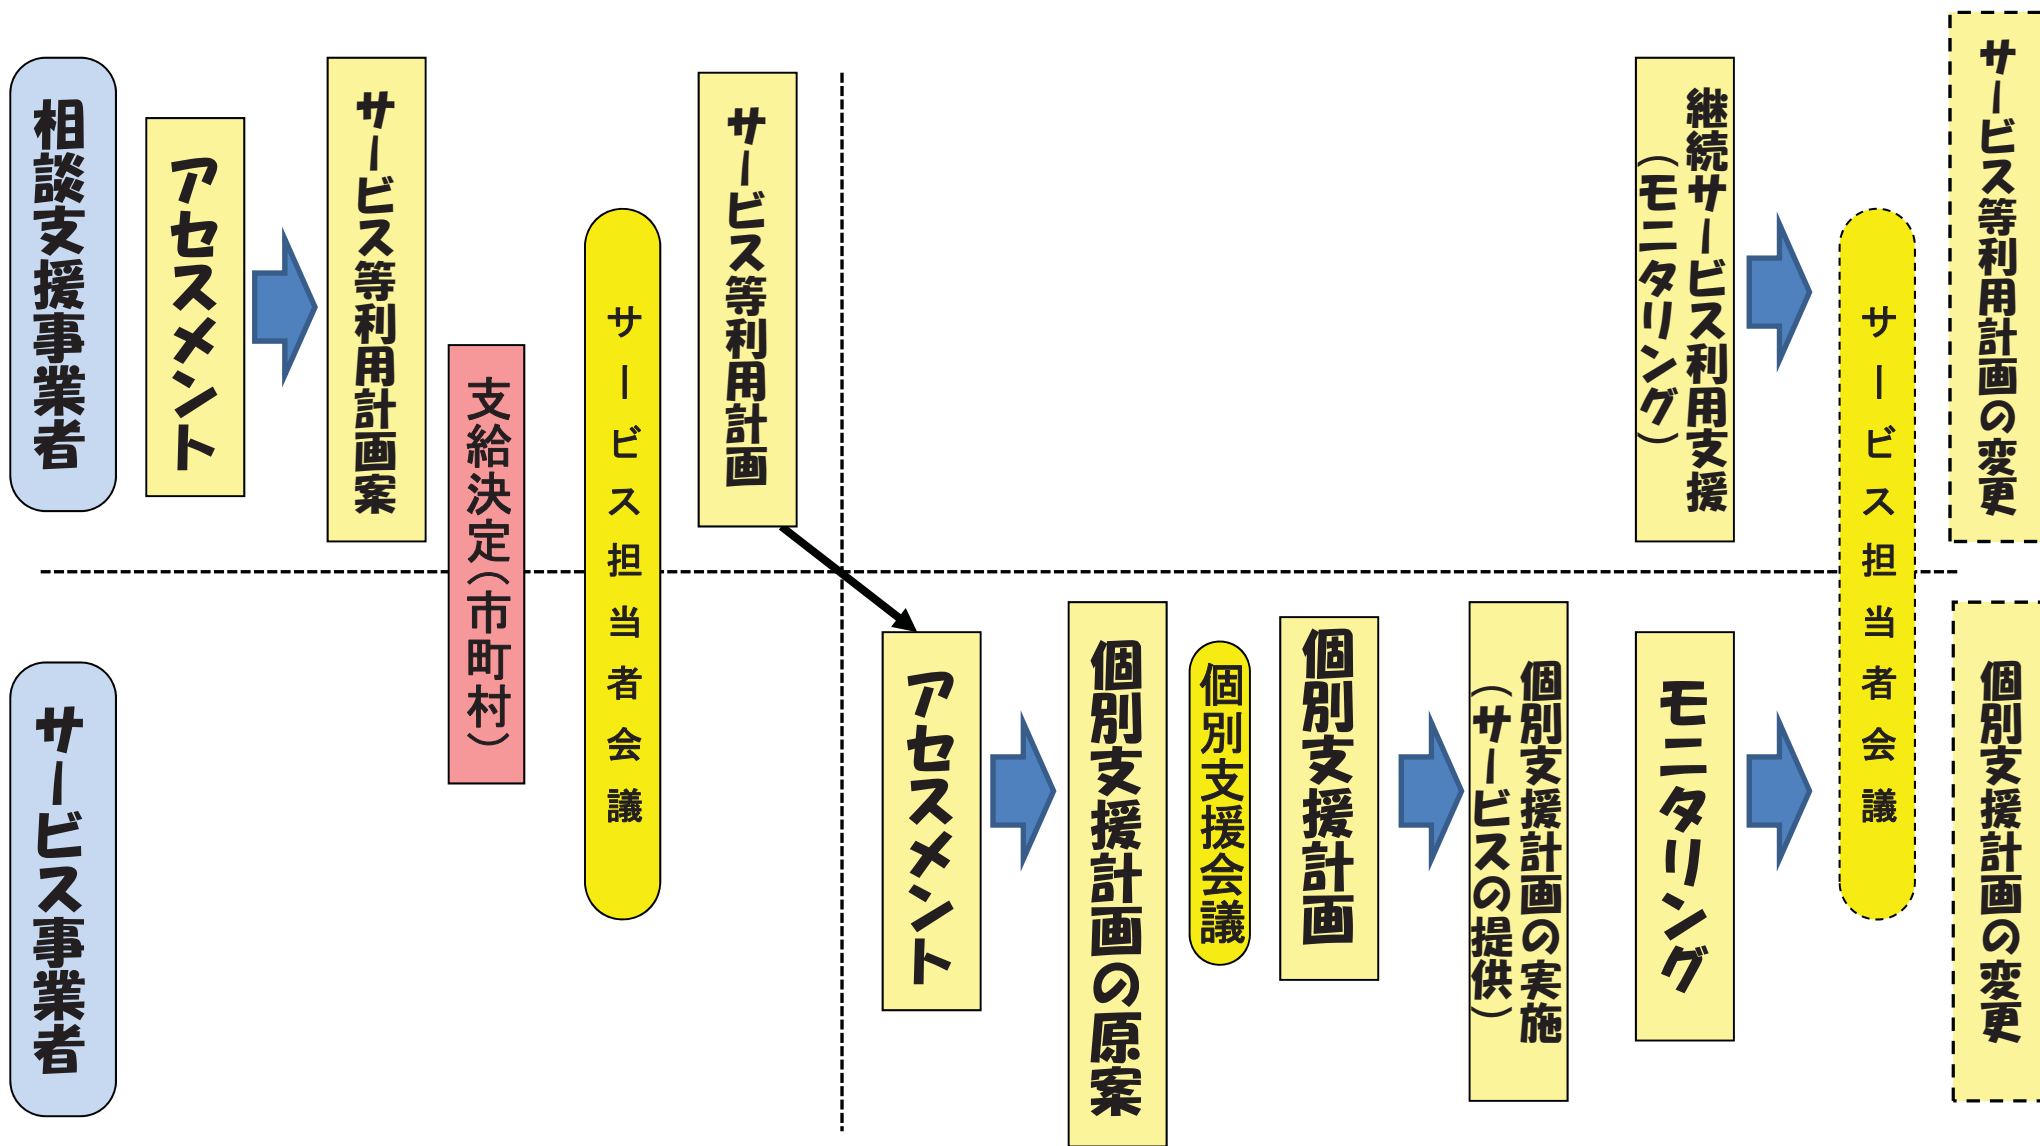 相談支援事業者
アセスメント
サービス等利用計画案
支給決定（市町村）
サービス担当者会議
サービス等利用計画
継続サービス利用支援
（モニタリング）
サービス担当者会議
サービス等利用計画の変更
サービス事業者
アセスメント
個別支援計画の原案
個別支援会議
個別支援計画
個別支援計画の実施
（サービスの提供）
モニタリング
個別支援計画の変更